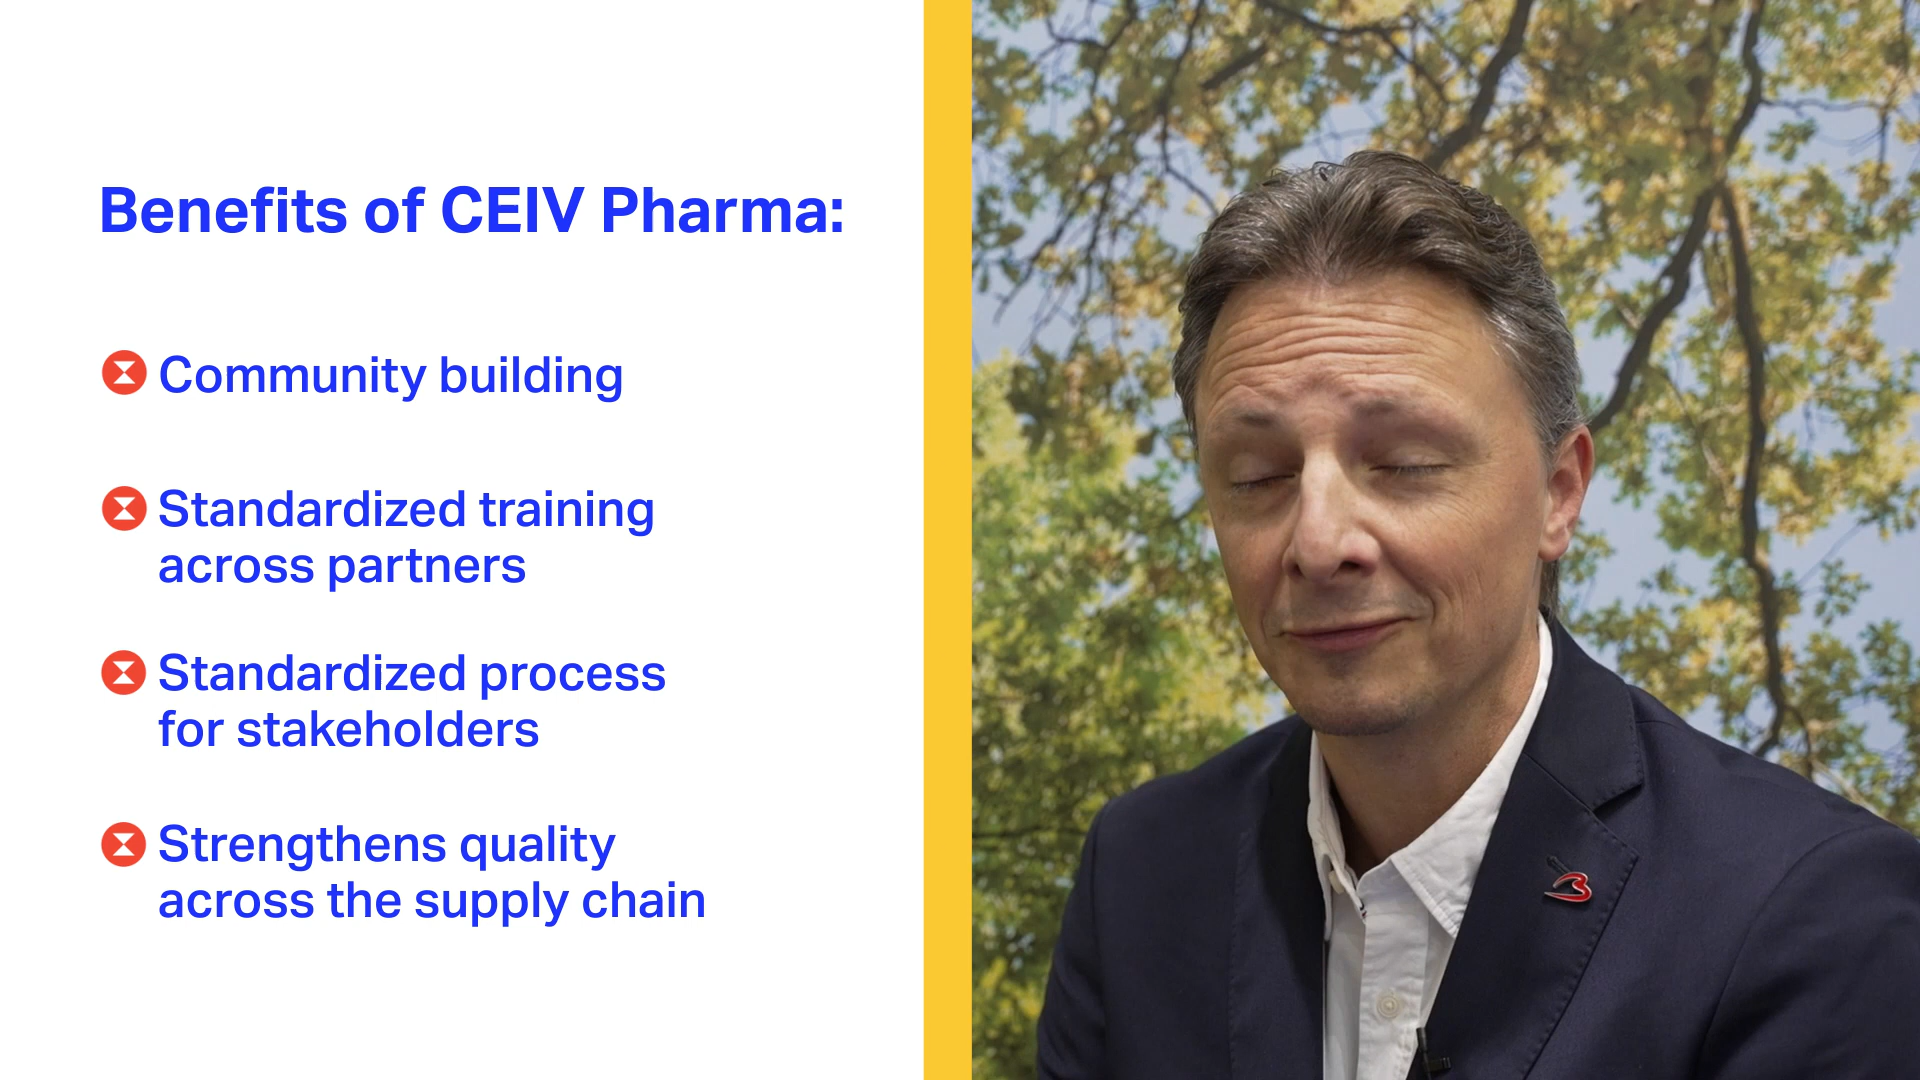 Benefits of CEIV Pharma:
Community building
Standardized training
across partners
Standardized process
for stakeholders
Strengthens quality
across the supply chain